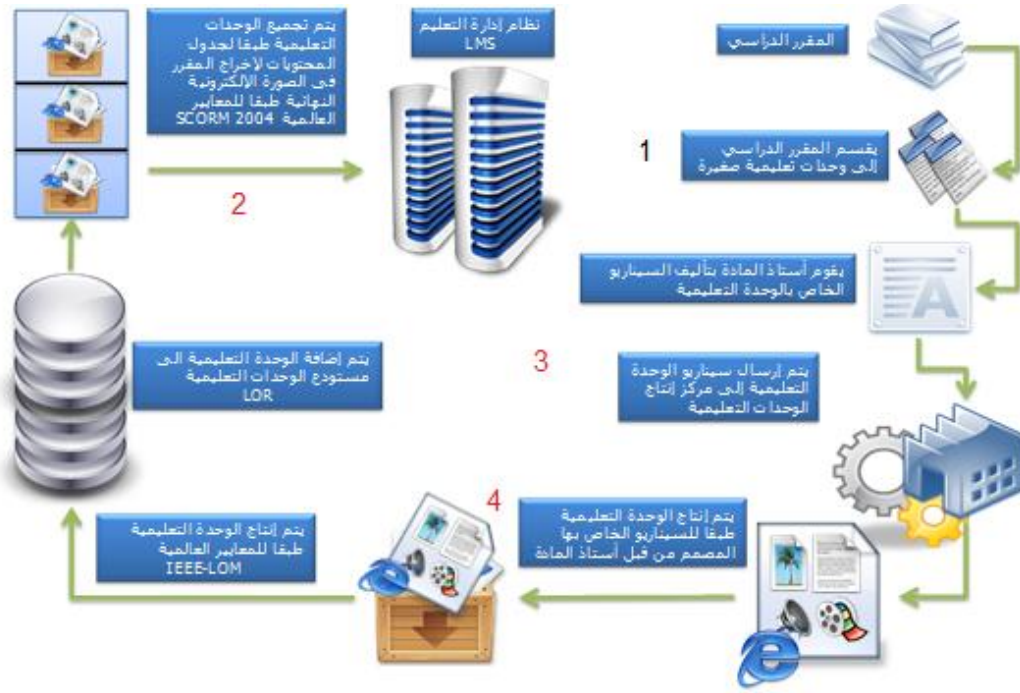 المقرر الدراسي
1
يقسم المقرر الدراسي
إلى وحدات تعليمية صغيرة
يقوم أستاذ المادة بتأليف السيناريو
الخاص بالوحدة التعليمية
3
يتم إرسال سيناريو الوحدة
التعليمية إلى مركز إنتاج
الوحدات التعليمية
يتم إنتاج الوحدة التعليمية
طبقا للسيناريو الخاص بها
المصمم من قبل أستاذ المادة
4
يتم إنتاج الوحدة التعليمية
طبقا للمعايير العالمية
IEEE-LOM
يتم إضافة الوحدة التعليمية الى
مستودع الوحدات التعليمية
LOR
يتم تجميع الوحدات
التعليمية طبقا لجدول
المحتويات لإخراج المقرر
فى الصورة الإلكترونية
النهائية طبقا للمعايير
العالمية SCORM 2004
2
نظام إدارة التعليم
LMS
A